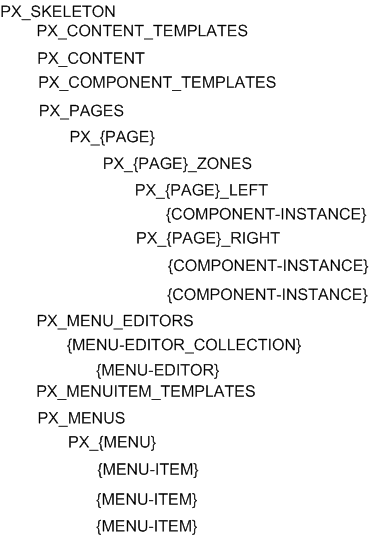 PX_SKELETON
PX_CONTENT_TEMPLATES
PX_CONTENT
PX_COMPONENT_TEMPLATES
PX_PAGES
PX_{PAGE}
PX_{PAGE}_ZONES
PX_{PAGE}_LEFT
{COMPONENT-INSTANCE}
PX_{PAGE}_RIGHT
{COMPONENT-INSTANCE}
{COMPONENT-INSTANCE}
PX_MENU_EDITORS
{MENU-EDITOR_COLLECTION}
{MENU-EDITOR}
PX_MENUITEM_TEMPLATES
PX_MENUS
PX_{MENU}
{MENU-ITEM}
{MENU-ITEM}
{MENU-ITEM}